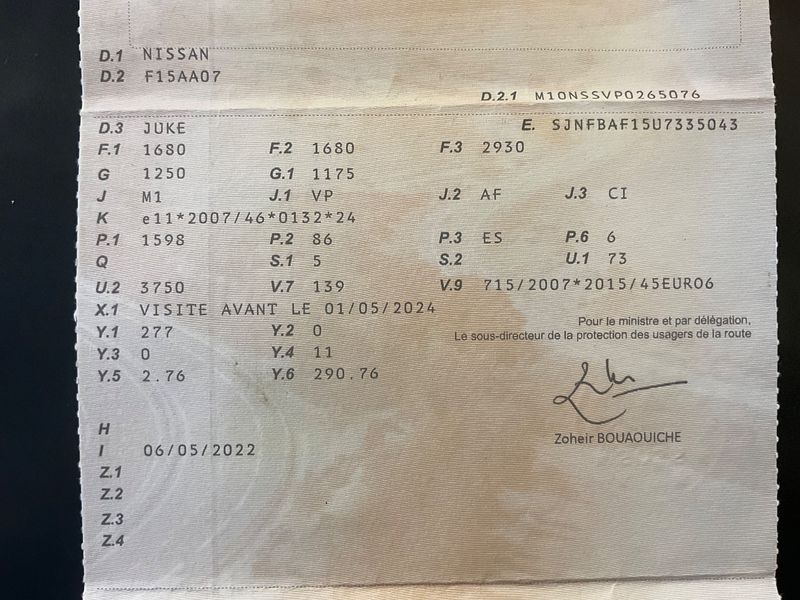 D.1 NISSAN
D.2 F15AA07
D.2.1 M10NSSVP0265076
D.3 JUKE E. SJNFBAF15U7335043
F.1 1680 F.2 1680 F.3 2930
G 1250 G.1 1175
J M1 J.1 VP J.2 AF J.3 CI
K e11*2007/46*0132*24
P.1 1598 P.2 86 P.3 ES P.6 6
Q S.1 5 S.2 U.1 73
U.2 3750 V.7 139 V.9 715/2007*2015/45EURO6
X.1 VISITE AVANT LE 01/05/2024
Y.1 277 Y.2 0
Pour le ministre et par délégation,
Le sous-directeur de la protection des usagers de la route
Y.3 0 Y.4 11
Y.5 2.76 Y.6 290.76
Zoheir BOUAOUICHE
H
I 06/05/2022
Z.1
Z.2
Z.3
Z.4